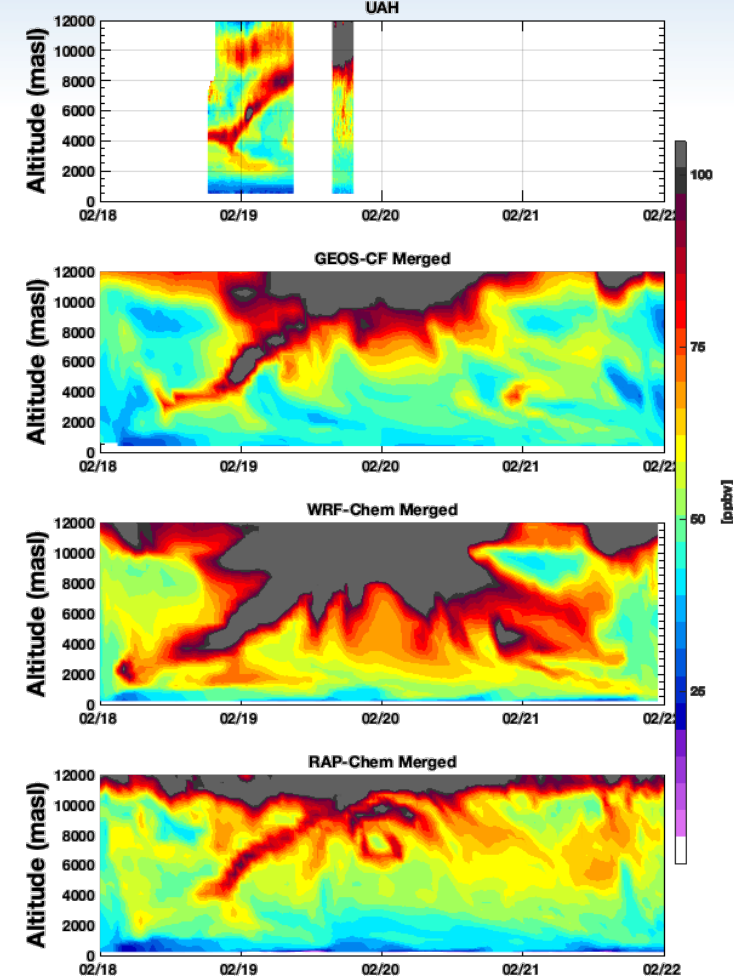 UAH
12000
10000
8000
6000
4000
2000
0
Altitude (masl)
02/18 02/19 02/20 02/21 02/22
GEOS-CF Merged
12000
10000
8000
6000
4000
2000
0
Altitude (masl)
02/18 02/19 02/20 02/21 02/22
WRF-Chem Merged
12000
10000
8000
6000
4000
2000
0
Altitude (masl)
02/18 02/19 02/20 02/21 02/22
RAP-Chem Merged
12000
10000
8000
6000
4000
2000
0
Altitude (masl)
02/18 02/19 02/20 02/21 02/22
100
75
50
25
[ppbv]